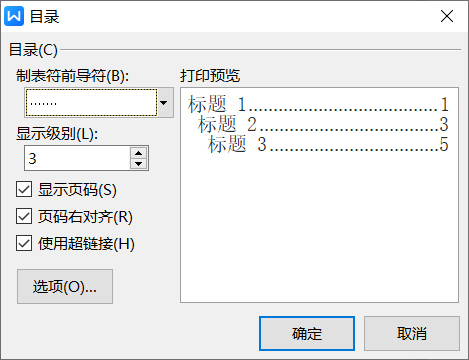 目录
目录(C)
制表符前导符(B):
.......
显示级别(L):
3
显示页码(S)
页码右对齐(R)
使用超链接(H)
选项(O)...
打印预览
标题 1......................................1
标题 2....................................3
标题 3..................................5
确定
取消